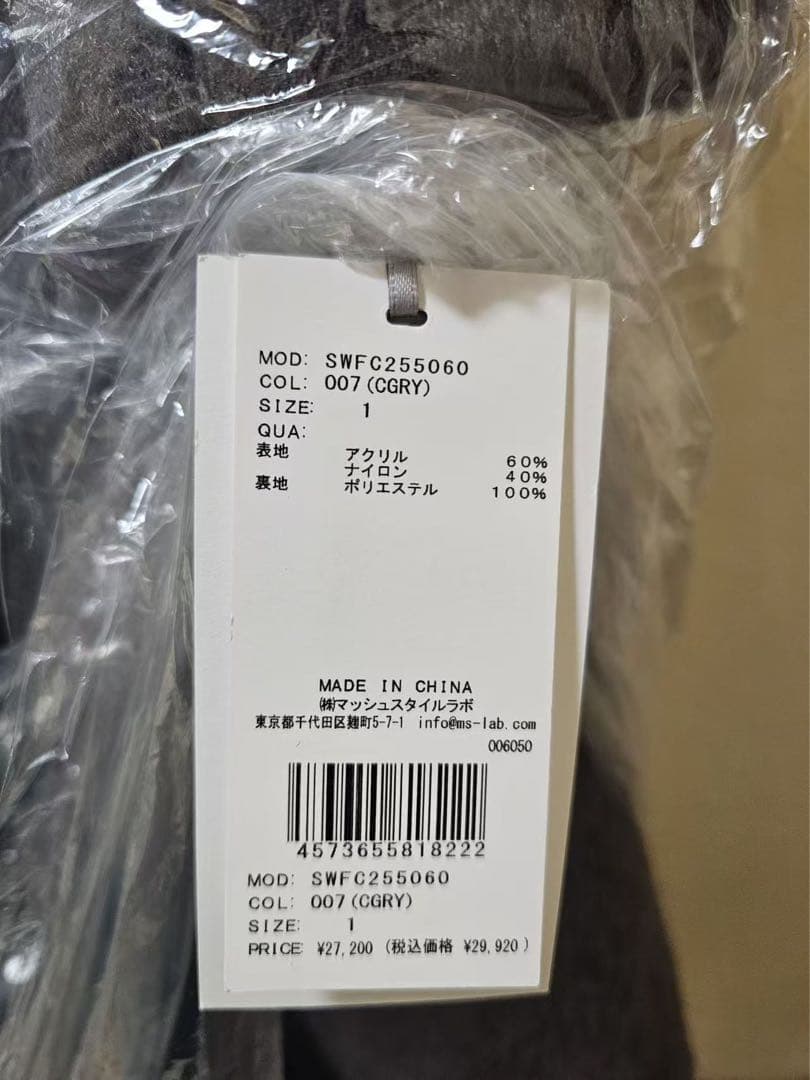 MOD: SWFC255060
COL: 007(CGRY)
SIZE: 1
QUA:
表地 アクリル 60%
ナイロン 40%
裏地 ポリエステル 100%
MADE IN CHINA
㈱マッシュスタイルラボ
東京都千代田区麹町5-7-1 info@ms-lab.com
006050
4573655818222
MOD: SWFC255060
COL: 007(CGRY)
SIZE: 1
PRICE: ¥27,200 (税込価格 ¥29,920)